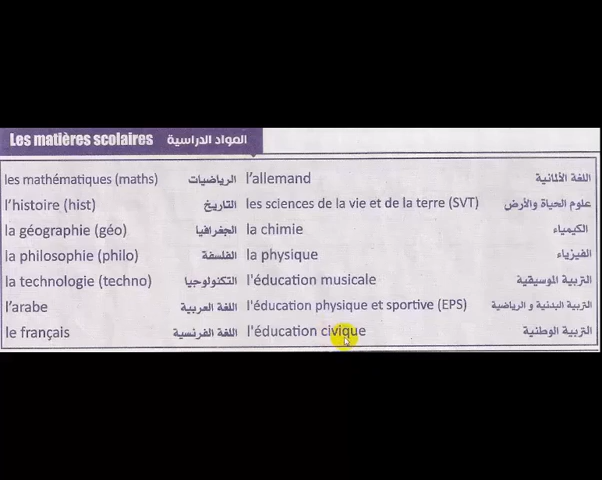 Les matières scolaires المواد الدراسية
les mathématiques (maths) الرياضيات l'allemand اللغة الألمانية
l'histoire (hist) التاريخ les sciences de la vie et de la terre (SVT) علوم الحياة والأرض
la géographie (géo) الجغرافيا la chimie الكيمياء
la philosophie (philo) الفلسفة la physique الفيزياء
la technologie (techno) التكنولوجيا l'éducation musicale التربية الموسيقية
l'arabe اللغة العربية l'éducation physique et sportive (EPS) التربية البدنية و الرياضية
le français اللغة الفرنسية l'éducation civique التربية الوطنية